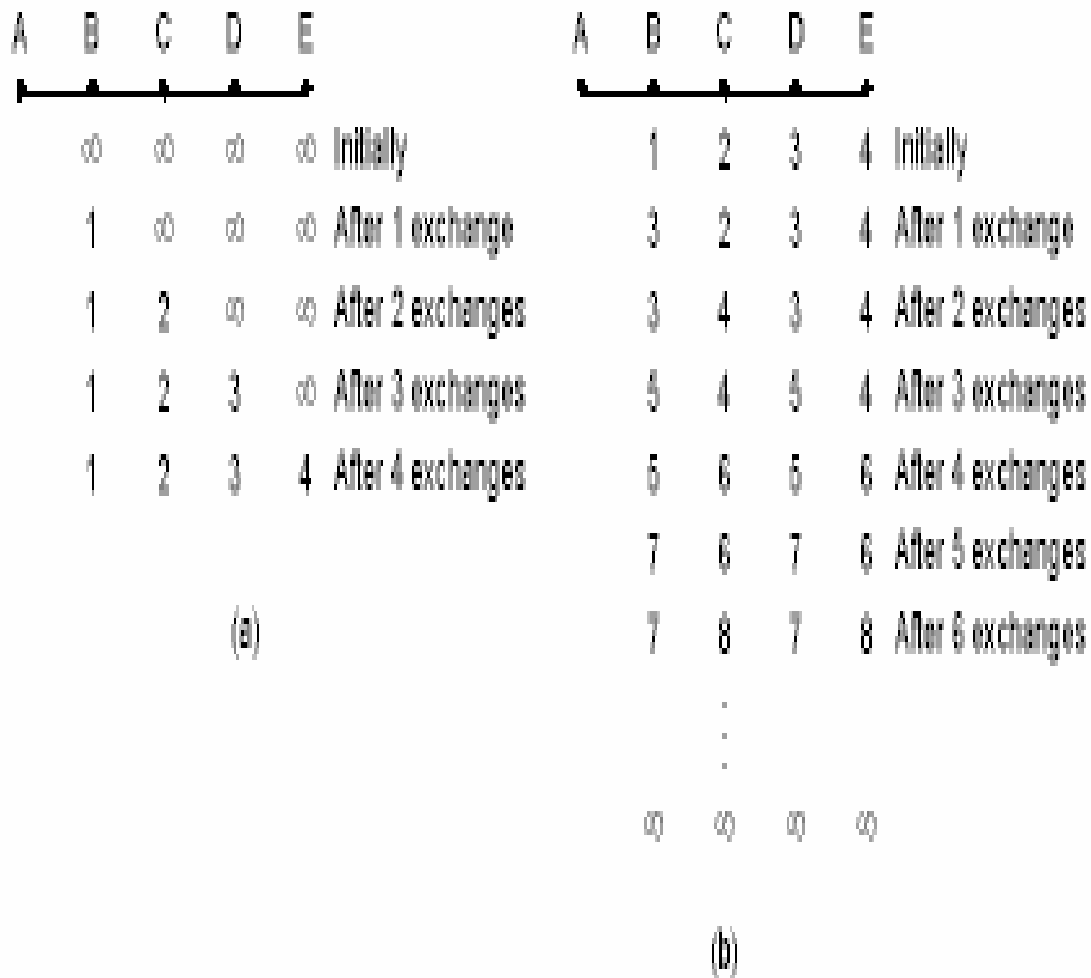 A B C D E
∞ ∞ ∞ ∞ Initially
1 ∞ ∞ ∞ After 1 exchange
1 2 ∞ ∞ After 2 exchanges
1 2 3 ∞ After 3 exchanges
1 2 3 4 After 4 exchanges
(a)
A B C D E
1 2 3 4 Initially
3 2 3 4 After 1 exchange
3 4 3 4 After 2 exchanges
5 4 5 4 After 3 exchanges
5 6 5 6 After 4 exchanges
7 6 7 6 After 5 exchanges
7 8 7 8 After 6 exchanges
.
.
.
∞ ∞ ∞ ∞
(b)